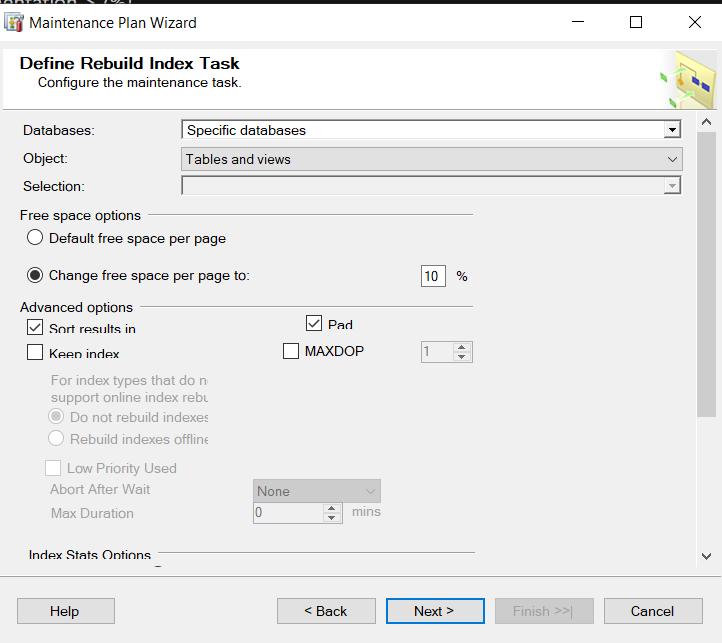 Maintenance Plan Wizard
Define Rebuild Index Task
Configure the maintenance task.
Databases: Specific databases
Object: Tables and views
Selection:
Free space options
Default free space per page
Change free space per page to: 10 %
Advanced options
Sort results in Pad
Keep index MAXDOP 1
For index types that do n
support online index rebu
Do not rebuild indexes
Rebuild indexes offline
Low Priority Used
Abort After Wait None
Max Duration 0 mins
Index Stats Options
Help < Back Next > Finish >>| Cancel